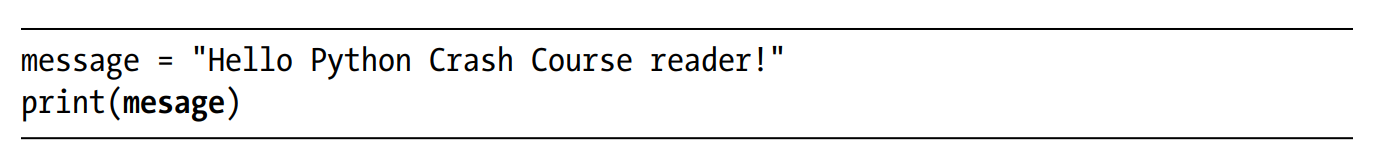 message = "Hello Python Crash Course reader!"
print(mesage)